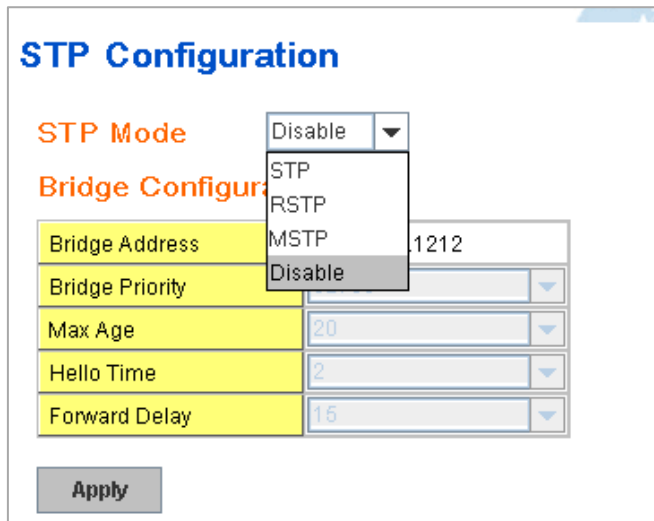 STP Configuration
STP Mode Disable
STP
Bridge Configura
RSTP
MSTP
Disable
Bridge Address .1212
Bridge Priority
Max Age 20
Hello Time 2
Forward Delay 15
Apply